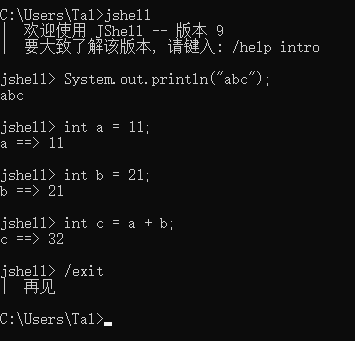 C:\Users\Tal>jshell
|  欢迎使用 JShell -- 版本 9
|  要大致了解该版本, 请键入: /help intro
jshell> System.out.println("abc");
abc
jshell> int a = 11;
a ==> 11
jshell> int b = 21;
b ==> 21
jshell> int c = a + b;
c ==> 32
jshell> /exit
|  再见
C:\Users\Tal>